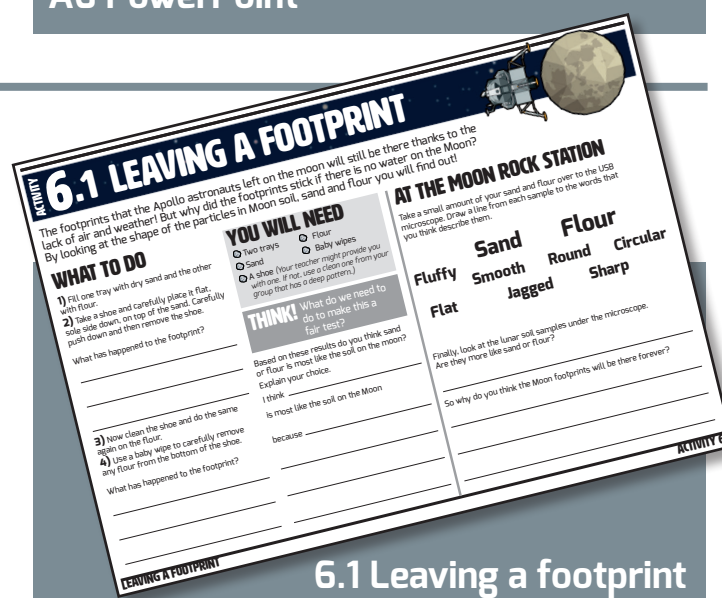 ACTIVITY
6.1 LEAVING A FOOTPRINT
The footprints that the Apollo astronauts left on the moon will still be there thanks to the
lack of air and weather! But why did the footprints stick if there is no water on the Moon?
By looking at the shape of the particles in Moon soil, sand and flour you will find out!
WHAT TO DO
1) Fill one tray with dry sand and the other
with flour.
2) Take a shoe and carefully place it flat,
sole side down, on top of the sand. Carefully
push down and then remove the shoe.
What has happened to the footprint?
3) Now clean the shoe and do the same
again on the flour.
4) Use a baby wipe to carefully remove
any flour from the bottom of the shoe.
What has happened to the footprint?
YOU WILL NEED
Two trays
Sand
Flour
Baby wipes
A shoe (Your teacher might provide you
with one. If not, use a clean one from your
group that has a deep pattern.)
THINK! What do we need to
do to make this a
fair test?
Based on these results do you think sand
or flour is most like the soil on the moon?
Explain your choice.
I think
is most like the soil on the Moon
because
AT THE MOON ROCK STATION
Take a small amount of your sand and flour over to the USB
microscope. Draw a line from each sample to the words that
you think describe them.
Sand Flour
Fluffy Smooth Round Circular
Flat Jagged Sharp
Finally, look at the lunar soil samples under the microscope.
Are they more like sand or flour?
So why do you think the Moon footprints will be there forever?
LEAVING A FOOTPRINT
ACTIVITY 6
6.1 Leaving a footprint